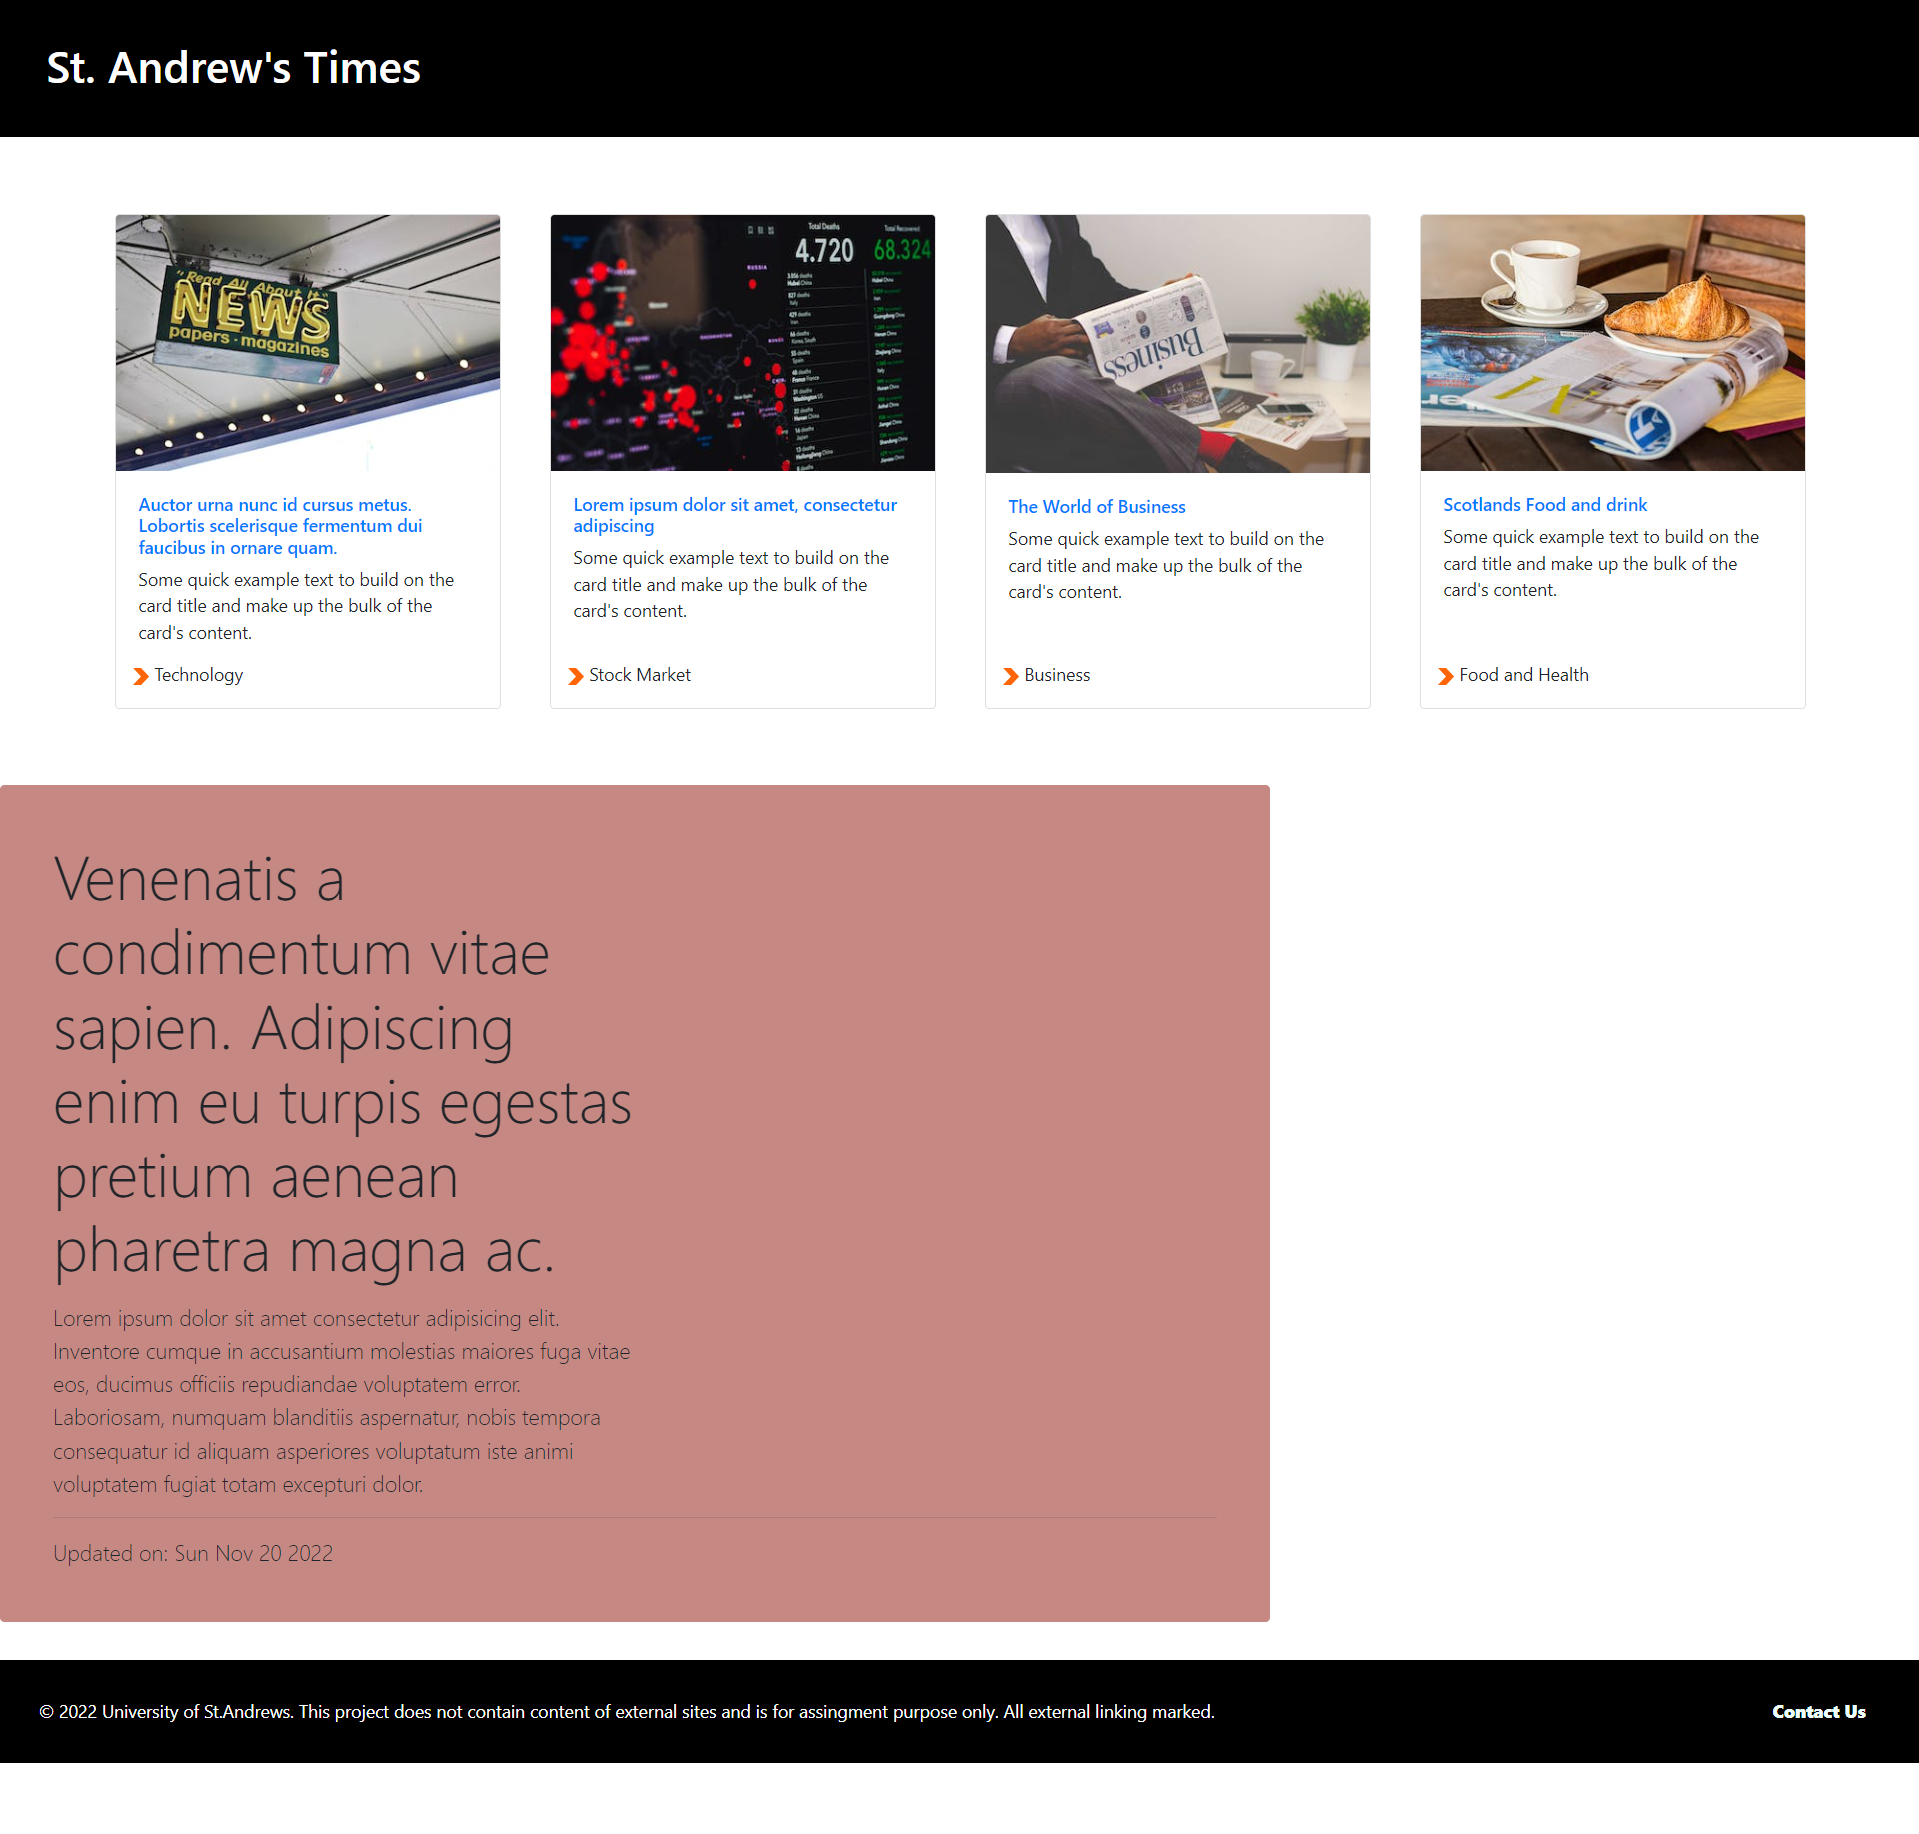 St. Andrew's Times
"Read All About It"
NEWS
papers · magazines
Total Deaths
4.720
Total Recovered
68.324
RUSSIA
Business
Auctor urna nunc id cursus metus.
Lobortis scelerisque fermentum dui
faucibus in ornare quam.
Some quick example text to build on the
card title and make up the bulk of the
card's content.
Technology
Lorem ipsum dolor sit amet, consectetur
adipiscing
Some quick example text to build on the
card title and make up the bulk of the
card's content.
Stock Market
The World of Business
Some quick example text to build on the
card title and make up the bulk of the
card's content.
Business
Scotlands Food and drink
Some quick example text to build on the
card title and make up the bulk of the
card's content.
Food and Health
Venenatis a
condimentum vitae
sapien. Adipiscing
enim eu turpis egestas
pretium aenean
pharetra magna ac.
Lorem ipsum dolor sit amet consectetur adipisicing elit.
Inventore cumque in accusantium molestias maiores fuga vitae
eos, ducimus officiis repudiandae voluptatem error.
Laboriosam, numquam blanditiis aspernatur, nobis tempora
consequatur id aliquam asperiores voluptatum iste animi
voluptatem fugiat totam excepturi dolor.
Updated on: Sun Nov 20 2022
© 2022 University of St.Andrews. This project does not contain content of external sites and is for assingment purpose only. All external linking marked.
Contact Us